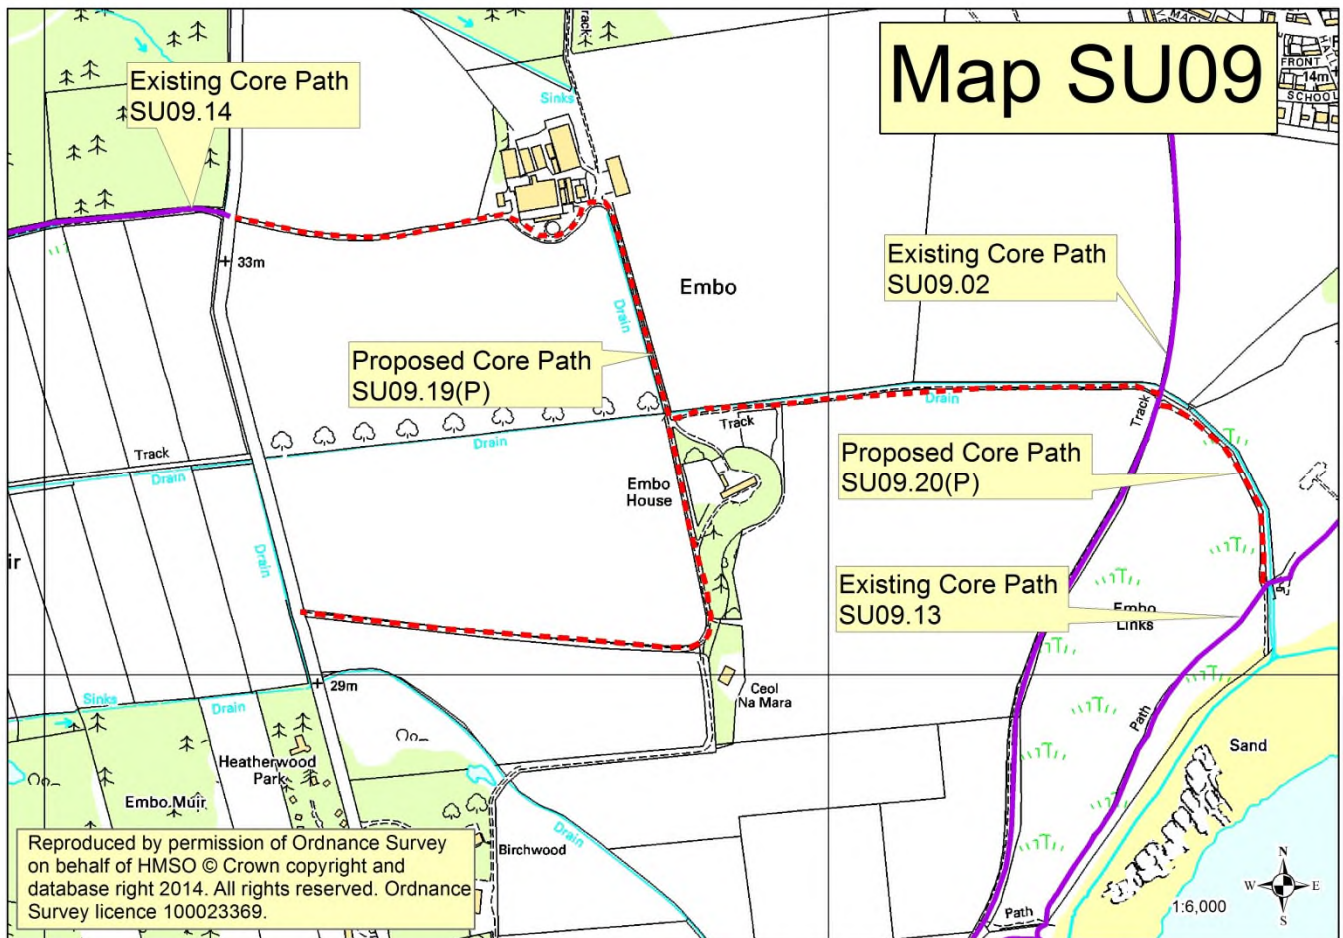 Map SU09
MAC
FRONT
14m
SCHOOL
Track
Existing Core Path
SU09.14
Sinks
33m
Embo
Drain
Existing Core Path
SU09.02
Proposed Core Path
SU09.19(P)
Drain
Track
Track
Drain
Track
Drain
Embo
House
Proposed Core Path
SU09.20(P)
ir
Drain
Existing Core Path
SU09.13
Embo
Links
29m
Sinks
Drain
Ceol
Na Mara
Path
Sand
Heatherwood
Park
Embo Muir
Birchwood
Drain
Path
Reproduced by permission of Ordnance Survey
on behalf of HMSO © Crown copyright and
database right 2014. All rights reserved. Ordnance
Survey licence 100023369.
N
W E
S
1:6,000